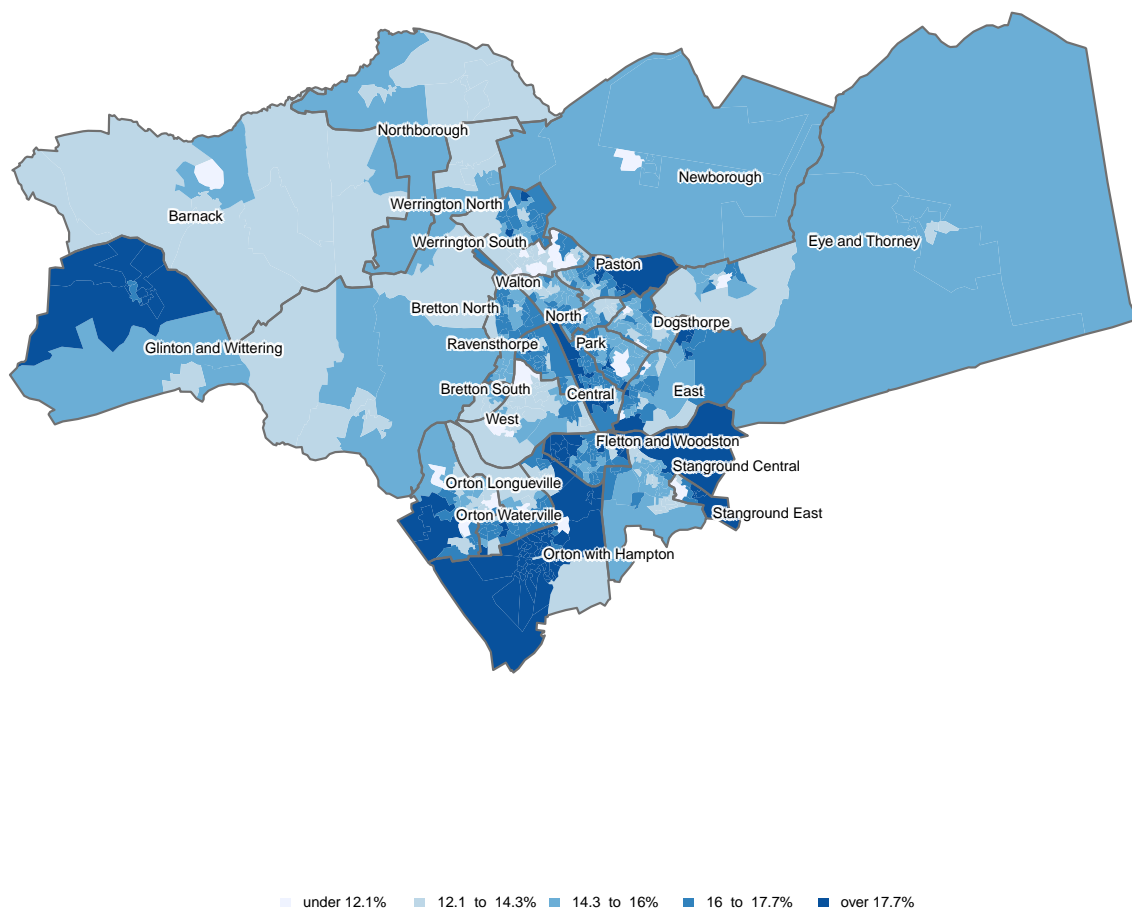 Northborough
Newborough
Werrington North
Barnack
Werrington South
Eye and Thorney
Paston
Walton
Bretton North
North
Dogsthorpe
Ravensthorpe
Park
Glinton and Wittering
Bretton South
East
Central
West
Fletton and Woodston
Stanground Central
Orton Longueville
Orton Waterville
Stanground East
Orton with Hampton
under 12.1% 12.1 to 14.3% 14.3 to 16% 16 to 17.7% over 17.7%